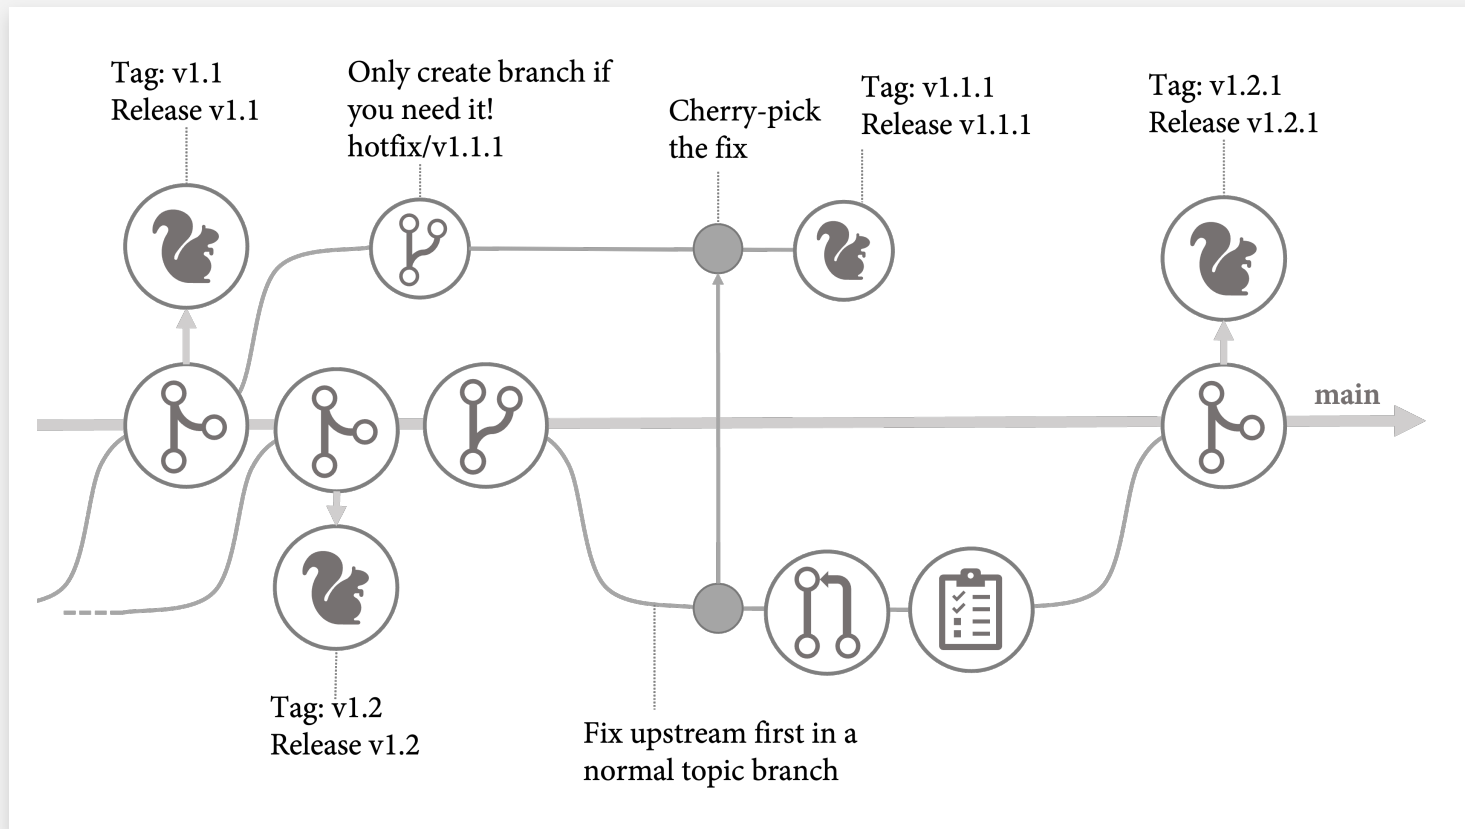 Tag: v1.1
Release v1.1
Only create branch if
you need it!
hotfix/v1.1.1
Cherry-pick
the fix
Tag: v1.1.1
Release v1.1.1
Tag: v1.2.1
Release v1.2.1
main
Tag: v1.2
Release v1.2
Fix upstream first in a
normal topic branch